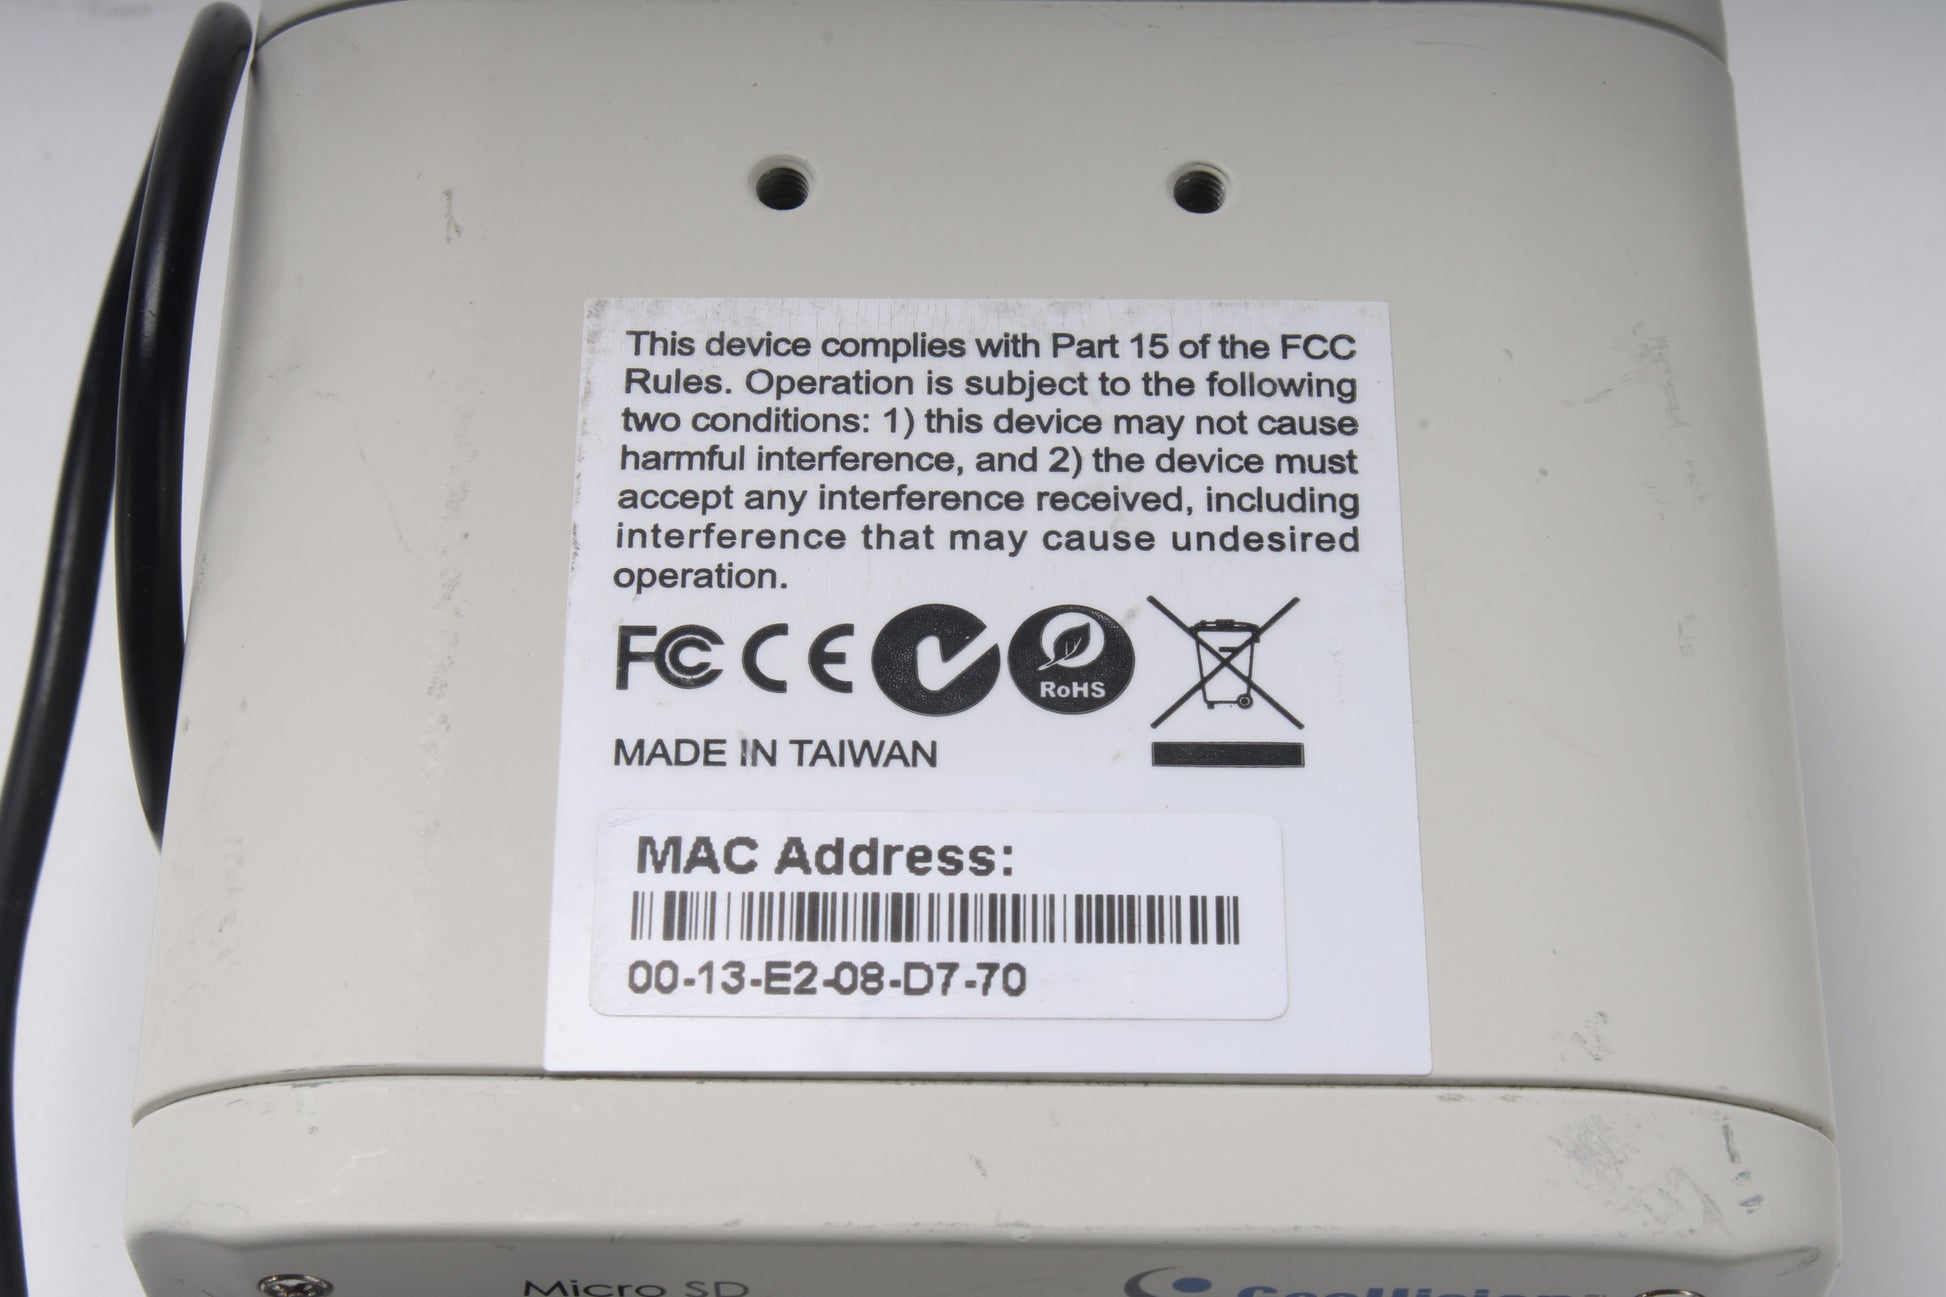 This device complies with Part 15 of the FCC
Rules. Operation is subject to the following
two conditions: 1) this device may not cause
harmful interference, and 2) the device must
accept any interference received, including
interference that may cause undesired
operation.
FC CE
RoHS
MADE IN TAIWAN
MAC Address:
00-13-E2-08-D7-70
Micro SD